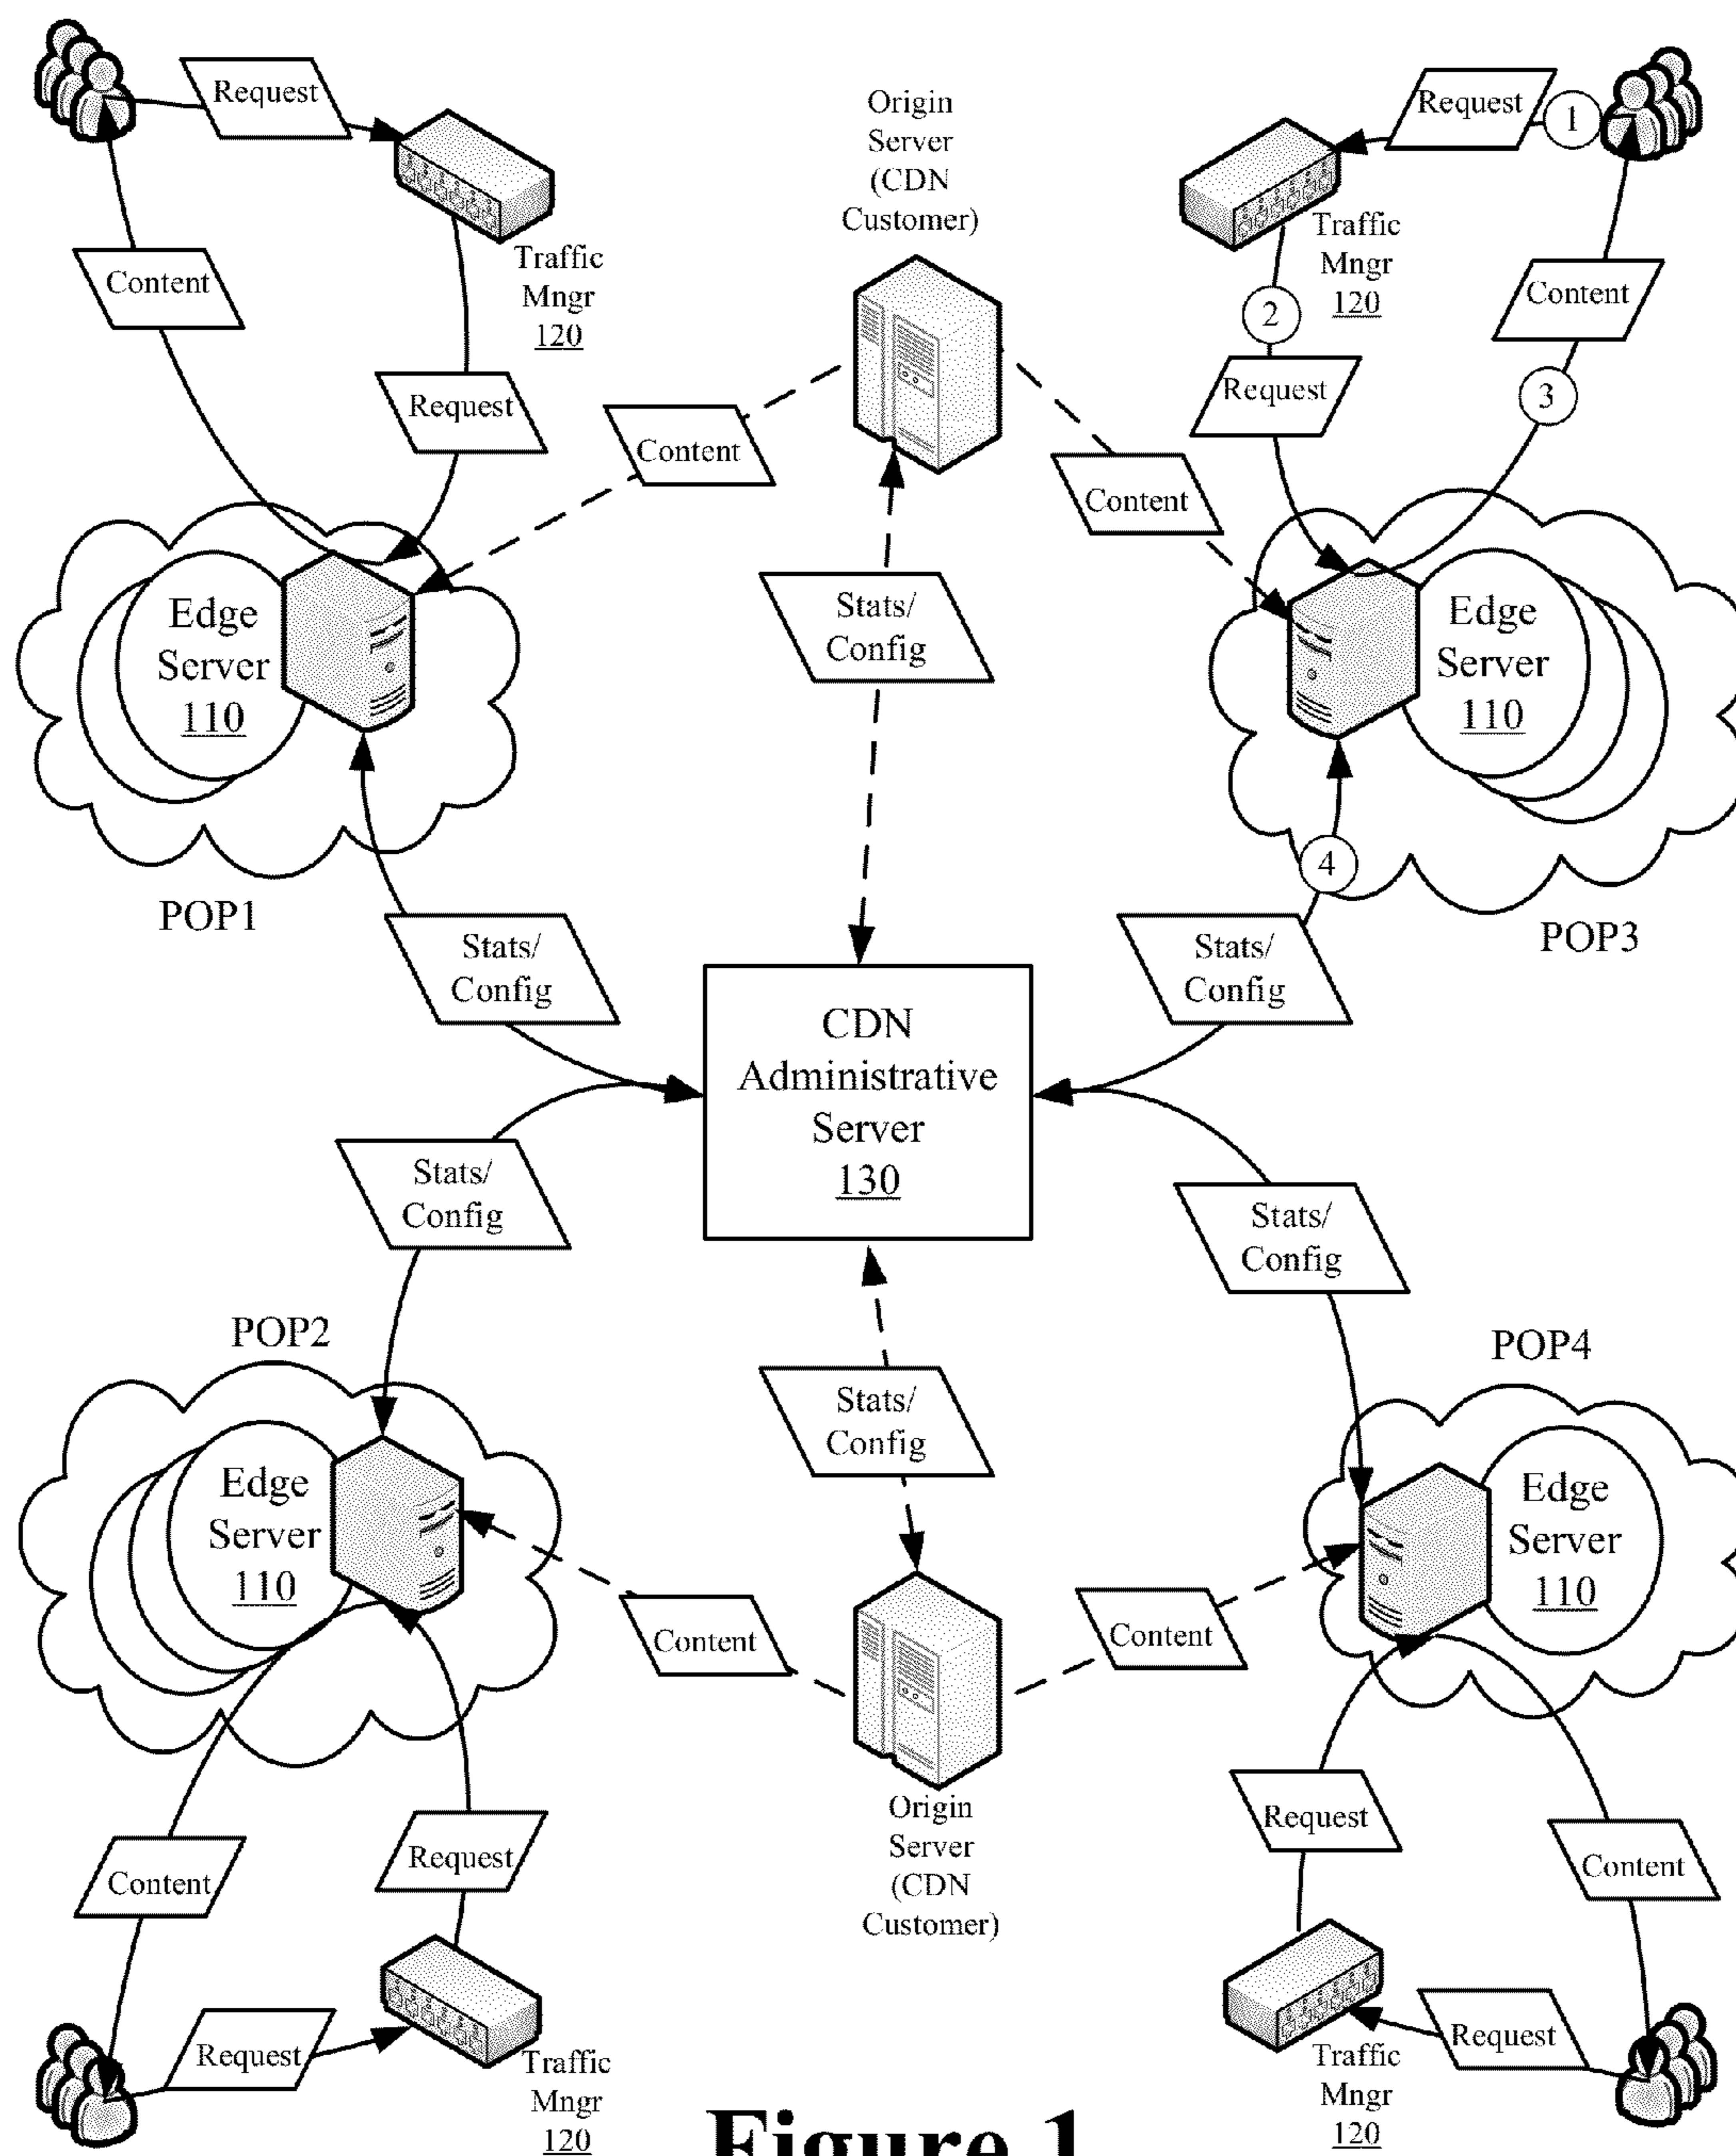 Request
Content
Traffic
Mngr
120
Request
Origin
Server
(CDN
Customer)
Content
Request
1
Traffic
Mngr
120
2
Request
Content
3
Content
Edge
Server
110
POP1
Stats/
Config
Edge
Server
110
4
POP3
Stats/
Config
Stats/
Config
CDN
Administrative
Server
130
Stats/
Config
Stats/
Config
POP2
Edge
Server
110
Stats/
Config
POP4
Edge
Server
110
Content
Content
Origin
Server
(CDN
Customer)
Content
Request
Request
Traffic
Mngr
120
Request
Content
Request
Traffic
Mngr
120
Figure 1